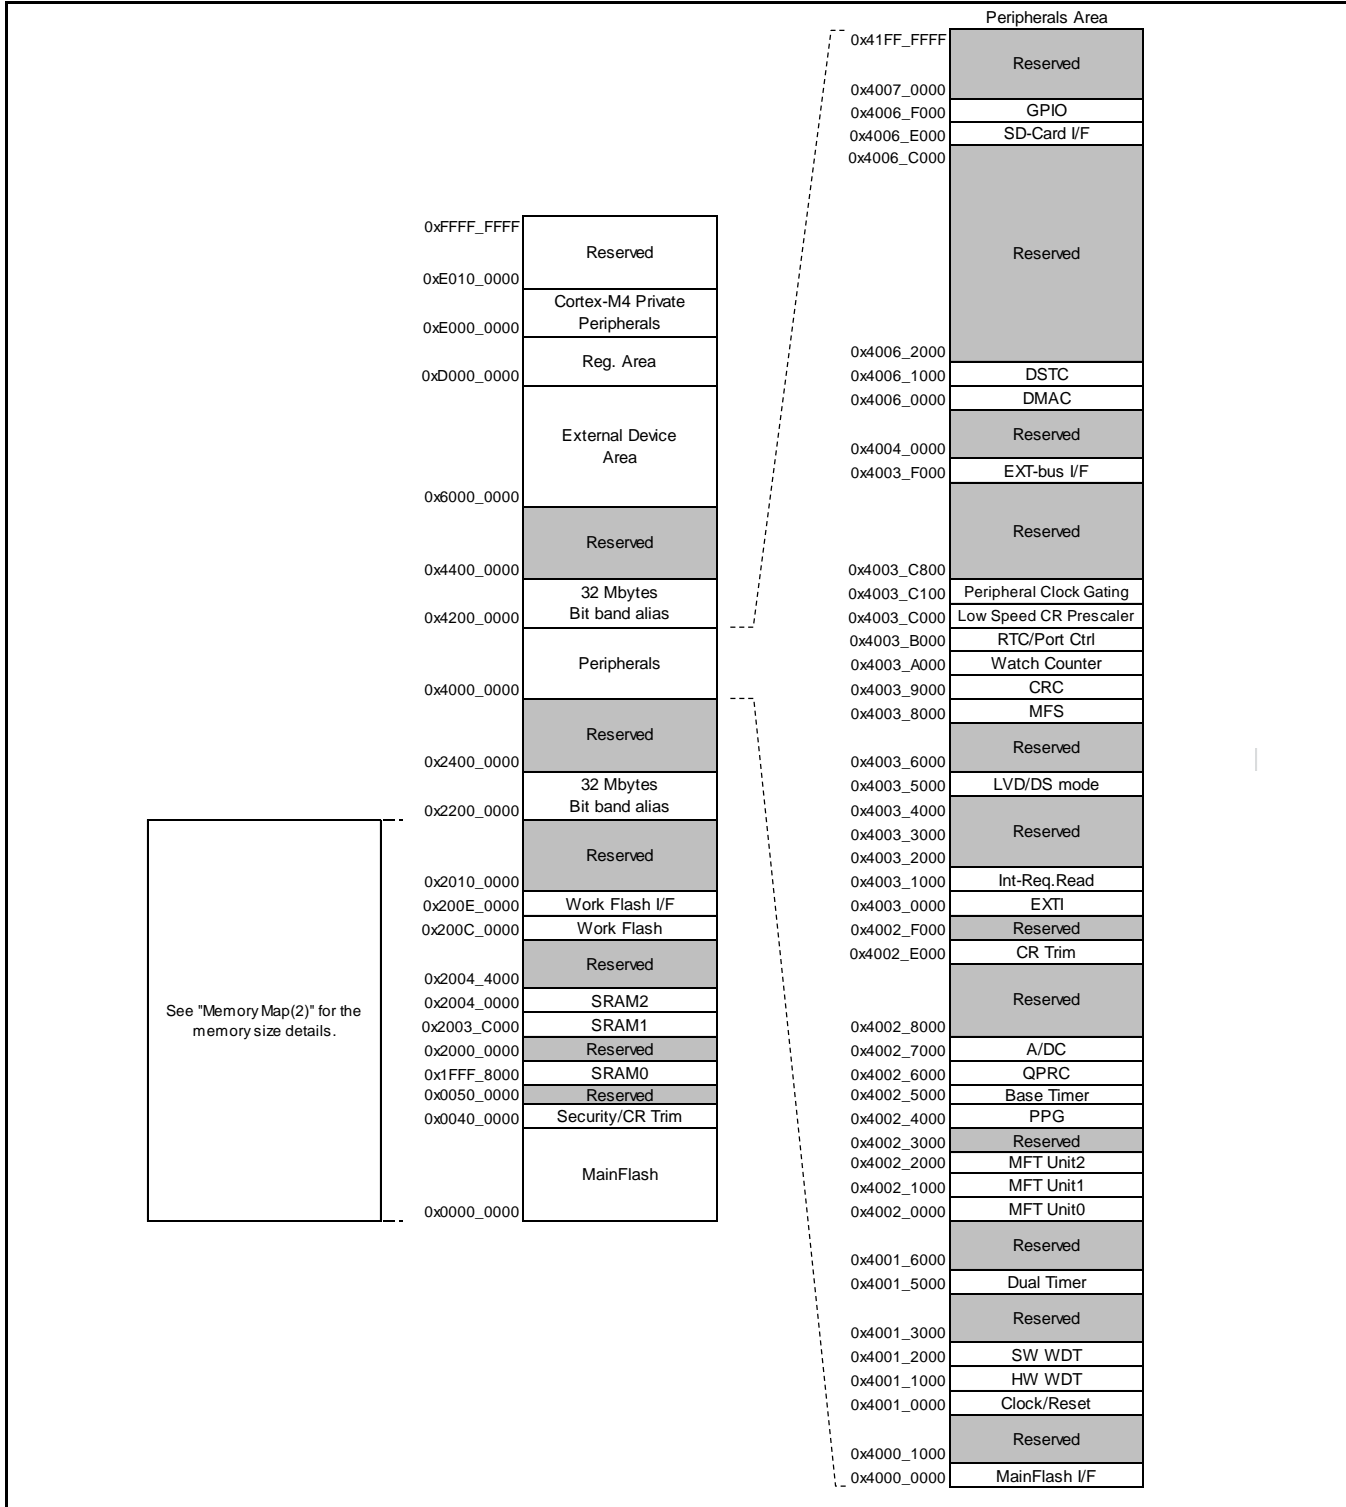 Peripherals Area
0x41FF_FFFF
Reserved
0x4007_0000
0x4006_F000 GPIO
0x4006_E000 SD-Card I/F
0x4006_C000
Reserved
0x4006_2000
0x4006_1000 DSTC
0x4006_0000 DMAC
Reserved
0x4004_0000
0x4003_F000 EXT-bus I/F
Reserved
0x4003_C800
0x4003_C100 Peripheral Clock Gating
0x4003_C000 Low Speed CR Prescaler
0x4003_B000 RTC/Port Ctrl
0x4003_A000 Watch Counter
0x4003_9000 CRC
0x4003_8000 MFS
Reserved
0x4003_6000
0x4003_5000 LVD/DS mode
0x4003_4000
Reserved
0x4003_3000
0x4003_2000
0x4003_1000 Int-Req.Read
0x4003_0000 EXTI
0x4002_F000 Reserved
0x4002_E000 CR Trim
Reserved
0x4002_8000
0x4002_7000 A/DC
0x4002_6000 QPRC
0x4002_5000 Base Timer
0x4002_4000 PPG
0x4002_3000 Reserved
0x4002_2000 MFT Unit2
0x4002_1000 MFT Unit1
0x4002_0000 MFT Unit0
Reserved
0x4001_6000
0x4001_5000 Dual Timer
Reserved
0x4001_3000
0x4001_2000 SW WDT
0x4001_1000 HW WDT
0x4001_0000 Clock/Reset
Reserved
0x4000_1000
0x4000_0000 MainFlash I/F
0xFFFF_FFFF
Reserved
0xE010_0000
Cortex-M4 Private
Peripherals
0xE000_0000
Reg. Area
0xD000_0000
External Device
Area
0x6000_0000
Reserved
0x4400_0000
32 Mbytes
Bit band alias
0x4200_0000
Peripherals
0x4000_0000
Reserved
0x2400_0000
32 Mbytes
Bit band alias
0x2200_0000
Reserved
0x2010_0000
0x200E_0000 Work Flash I/F
0x200C_0000 Work Flash
Reserved
0x2004_4000
0x2004_0000 SRAM2
0x2003_C000 SRAM1
0x2000_0000 Reserved
0x1FFF_8000 SRAM0
0x0050_0000 Reserved
0x0040_0000 Security/CR Trim
MainFlash
0x0000_0000
See "Memory Map(2)" for the
memory size details.